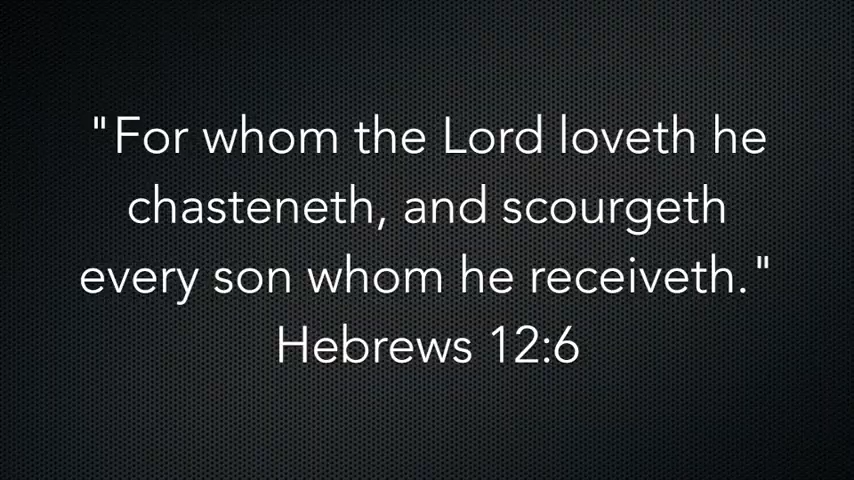 "For whom the Lord loveth he
chasteneth, and scourgeth
every son whom he receiveth."
Hebrews 12:6